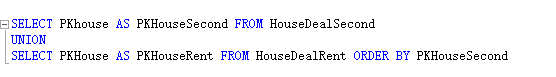 SELECT PKhouse AS PKHouseSecond FROM HouseDealSecond
UNION
SELECT PKHouse AS PKHouseRent FROM HouseDealRent ORDER BY PKHouseSecond